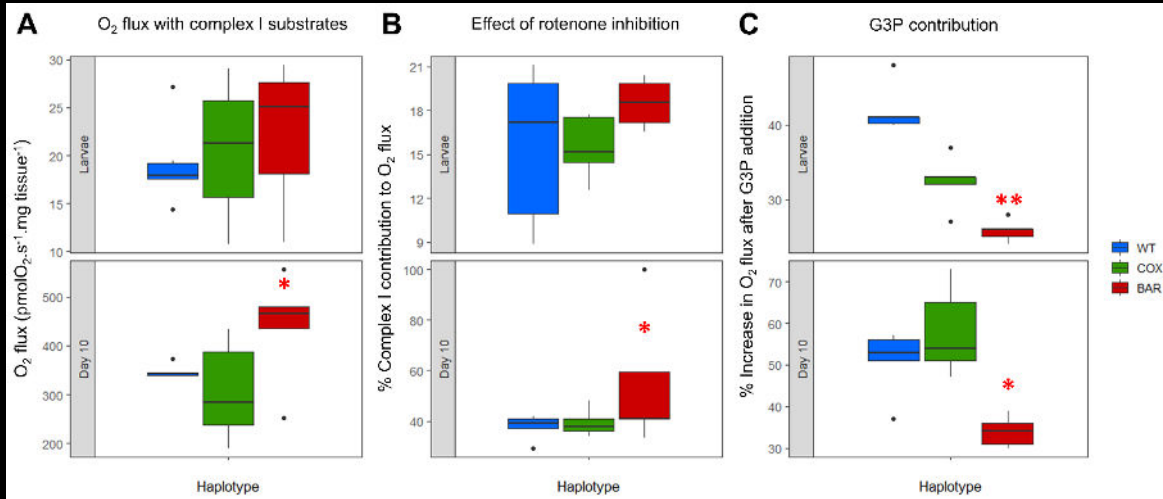 A O₂ flux with complex I substrates
B Effect of rotenone inhibition
C G3P contribution
O₂ flux (pmolO₂.s⁻¹.mg tissue⁻¹)
Larvae
30
25
20
15
10
Day 10
500
400
300
200
Haplotype
% Complex I contribution to O₂ flux
Larvae
21
18
15
12
9
Day 10
*
100
80
60
40
*
Haplotype
% Increase in O₂ flux after G3P addition
Larvae
40
30
**
Day 10
70
60
50
40
30
*
Haplotype
WT
COX
BAR